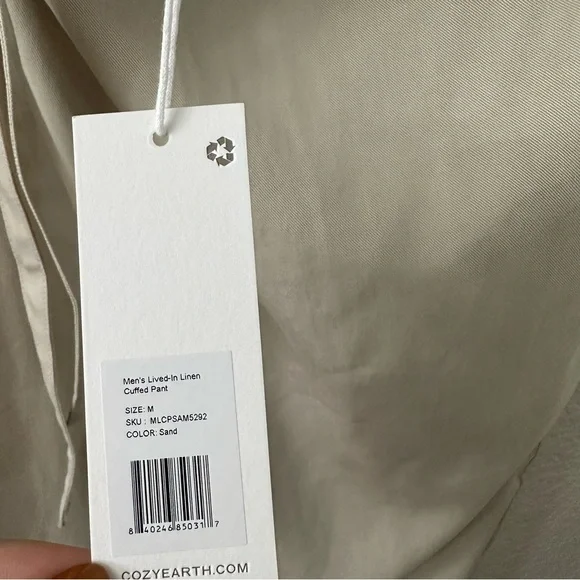 Men's Lived-In Linen
Cuffed Pant
SIZE: M
SKU : MLCPSAM5292
COLOR: Sand
8 40246 85031 7
COZYEARTH.COM